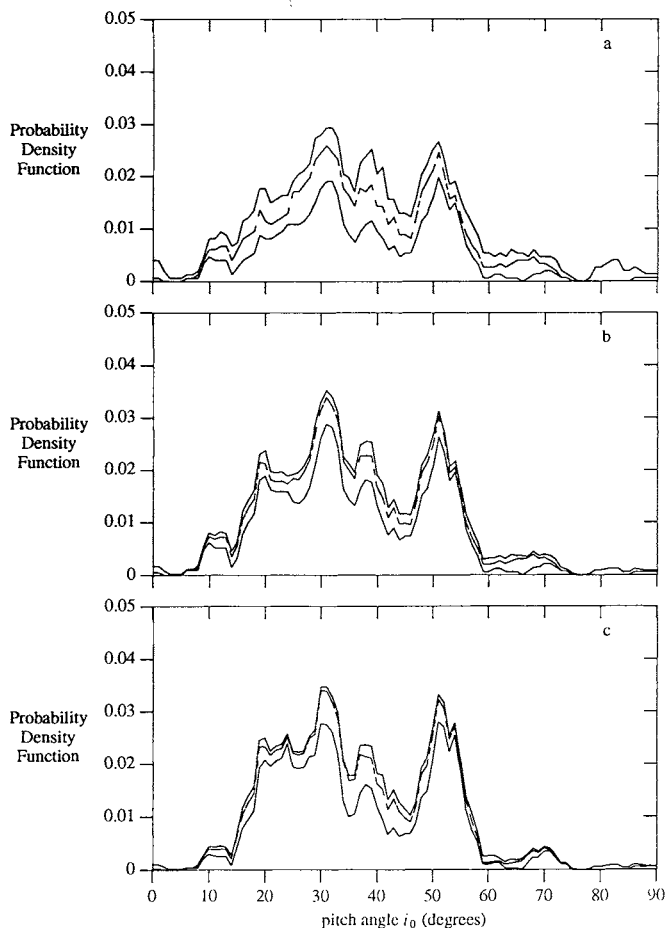 0.05
a
0.04
Probability
Density
Function
0.03
0.02
0.01
0
0.05
b
0.04
Probability
Density
Function
0.03
0.02
0.01
0
0.05
c
0.04
Probability
Density
Function
0.03
0.02
0.01
0
0 10 20 30 40 50 60 70 80 90
pitch angle i₀ (degrees)